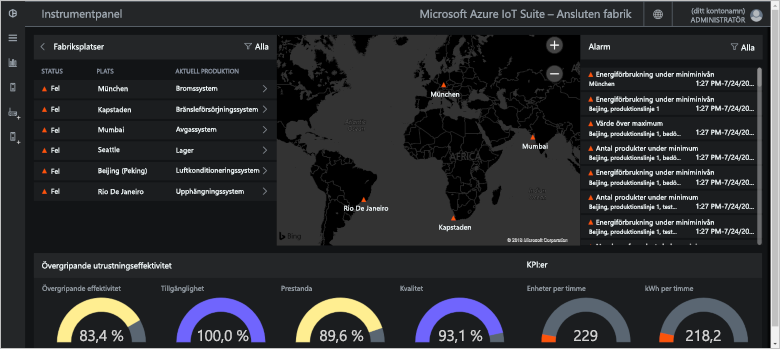 Instrumentpanel
Microsoft Azure IoT Suite – Ansluten fabrik
(ditt kontonamn)
ADMINISTRATÖR
Fabriksplatser
Alla
STATUS PLATS AKTUELL PRODUKTION
Fel München Bromssystem
Fel Kapstaden Bränsleförsörjningssystem
Fel Mumbai Avgassystem
Fel Seattle Lager
Fel Beijing (Peking) Luftkonditioneringssystem
Fel Rio De Janeiro Upphängningssystem
München
Mumbai
AFRICA
Rio De Janeiro
Kapstaden
Bing
© 2018 Microsoft Corporation
Alarm
Alla
Energiförbrukning under miniminivån
München 1:27 PM-7/24/20...
Energiförbrukning under miniminivån
Beijing, produktionslinje 1 1:27 PM-7/24/20...
Värde över maximum
Beijing, produktionslinje 1, bedö... 1:27 PM-7/24/20...
Antal produkter under minimum
Beijing, produktionslinje 1, bedö... 1:27 PM-7/24/20...
Energiförbrukning under miniminivån
Beijing, produktionslinje 1, bedö... 1:27 PM-7/24/20...
Antal produkter under minimum
Beijing, produktionslinje 1, test... 1:27 PM-7/24/20...
Energiförbrukning under miniminivån
Beijing, produktionslinje 1, test... 1:27 PM-7/24/20...
Övergripande utrustningseffektivitet
KPI:er
Övergripande effektivitet
Tillgänglighet
Prestanda
Kvalitet
Enheter per timme
kWh per timme
83,4 %
100,0 %
89,6 %
93,1 %
229
218,2